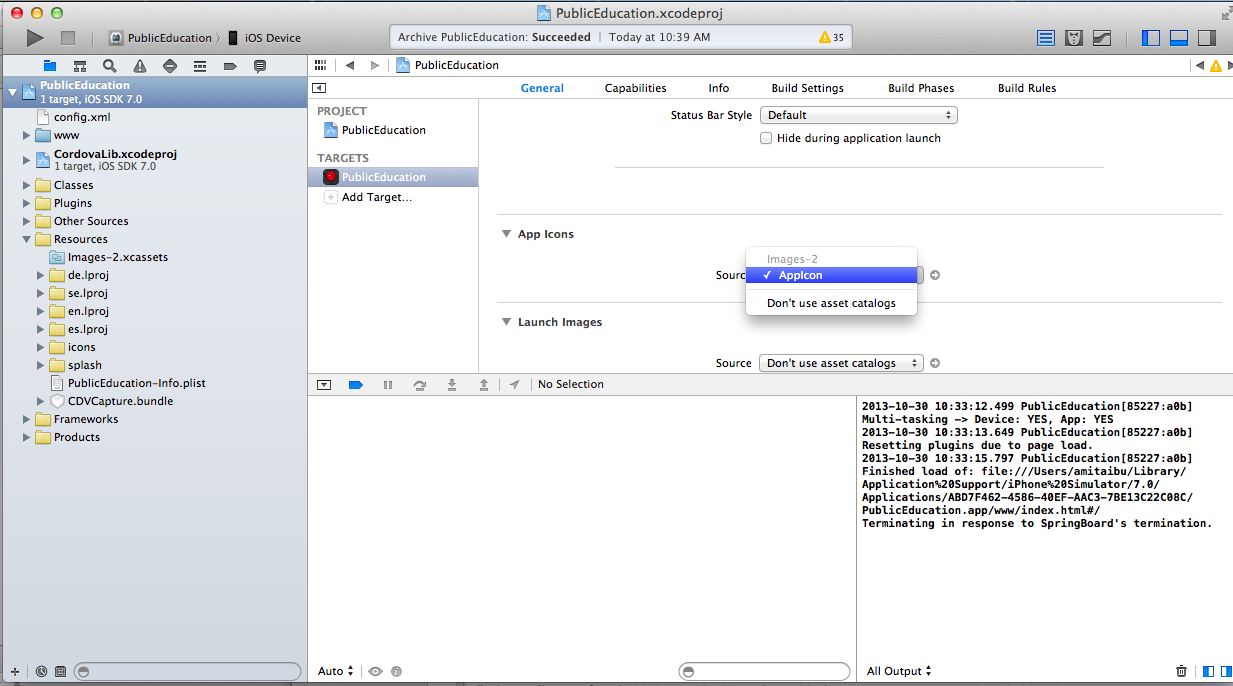 PublicEducation.xcodeproj
PublicEducation
iOS Device
Archive PublicEducation: Succeeded | Today at 10:39 AM
35
PublicEducation
1 target, iOS SDK 7.0
config.xml
www
CordovaLib.xcodeproj
1 target, iOS SDK 7.0
Classes
Plugins
Other Sources
Resources
Images-2.xcassets
de.lproj
se.lproj
en.lproj
es.lproj
icons
splash
PublicEducation-Info.plist
CDVCapture.bundle
Frameworks
Products
PublicEducation
General Capabilities Info Build Settings Build Phases Build Rules
PROJECT
PublicEducation
TARGETS
PublicEducation
Add Target...
Status Bar Style Default
Hide during application launch
App Icons
Images-2
✓ AppIcon
Don't use asset catalogs
Launch Images
Source Don't use asset catalogs
No Selection
2013-10-30 10:33:12.499 PublicEducation[85227:a0b]
Multi-tasking -> Device: YES, App: YES
2013-10-30 10:33:13.649 PublicEducation[85227:a0b]
Resetting plugins due to page load.
2013-10-30 10:33:15.797 PublicEducation[85227:a0b]
Finished load of: file:///Users/amitaibu/Library/
Application%20Support/iPhone%20Simulator/7.0/
Applications/ABD7F462-4586-40EF-AAC3-7BE13C22C08C/
PublicEducation.app/www/index.html#/
Terminating in response to SpringBoard's termination.
Auto
All Output